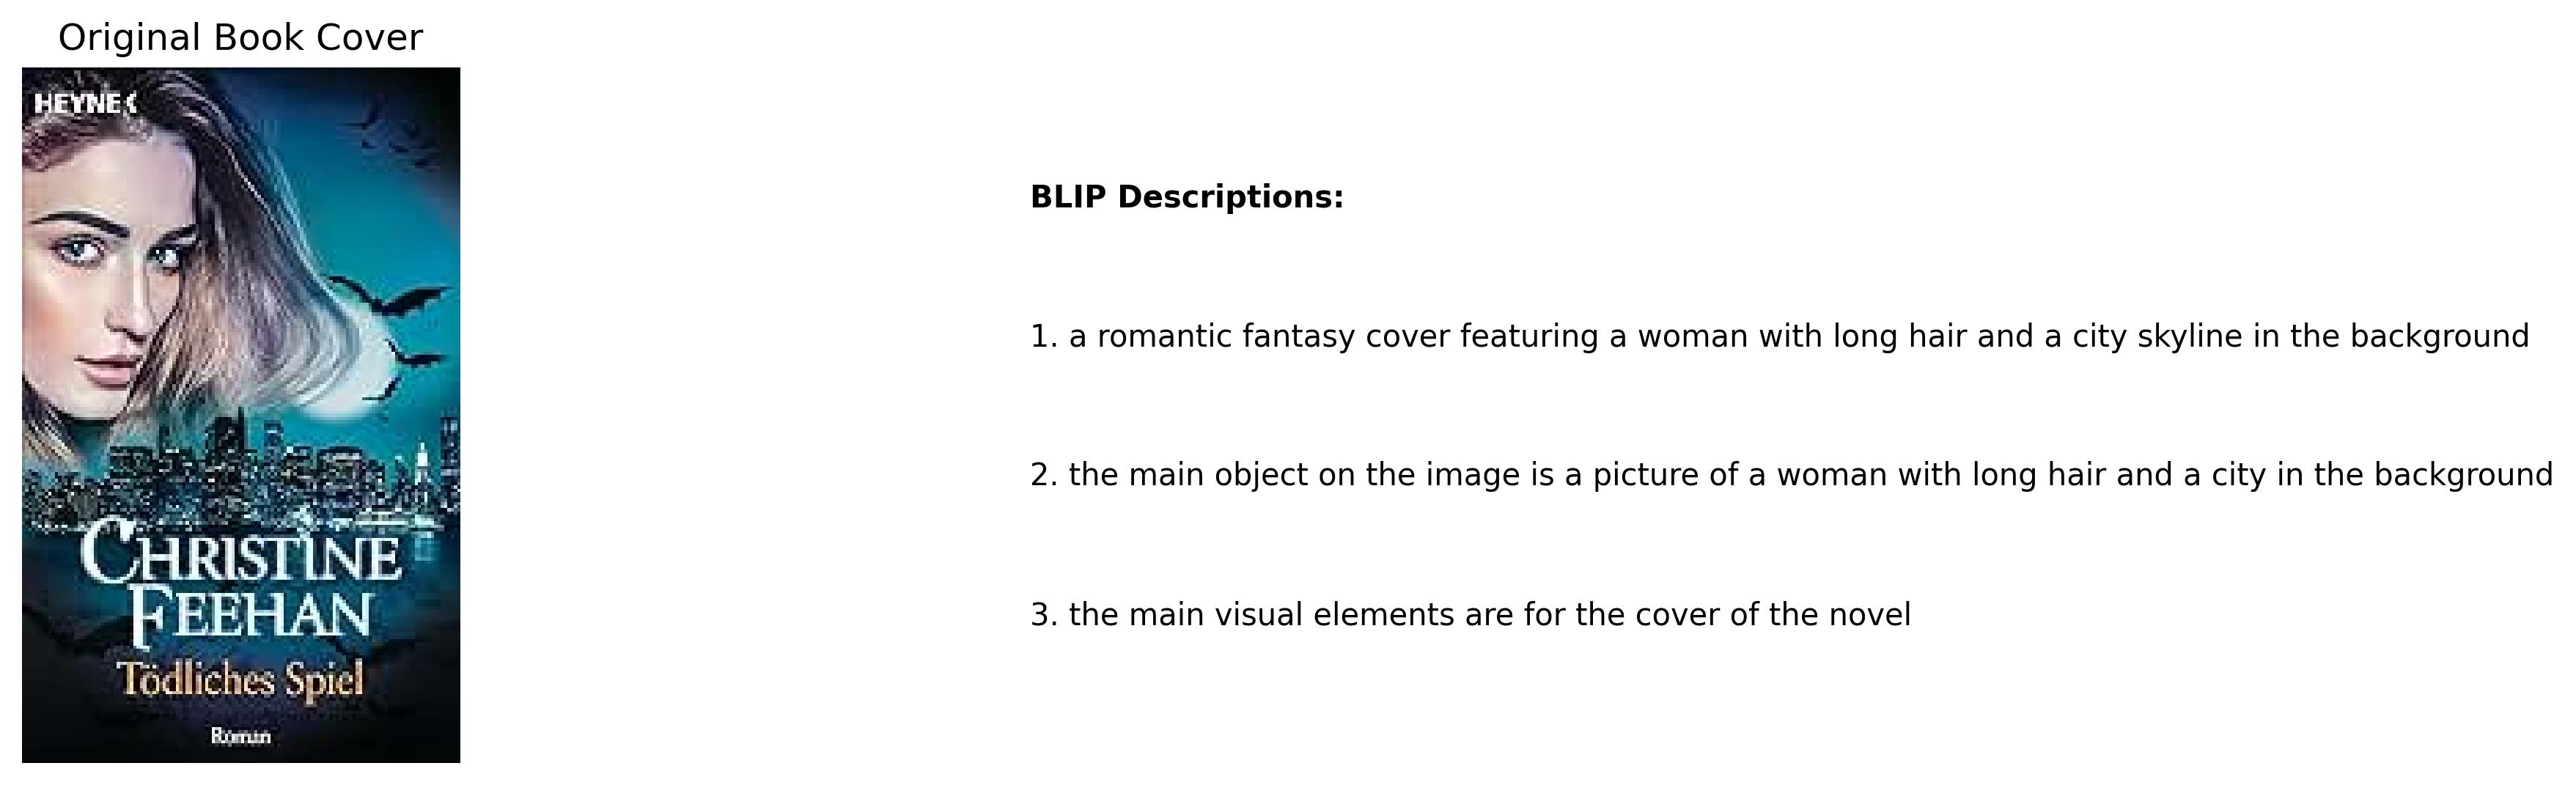 Original Book Cover
HEYNE
CHRISTINE
FEEHAN
Tödliches Spiel
Roman
BLIP Descriptions:
1. a romantic fantasy cover featuring a woman with long hair and a city skyline in the background
2. the main object on the image is a picture of a woman with long hair and a city in the background
3. the main visual elements are for the cover of the novel